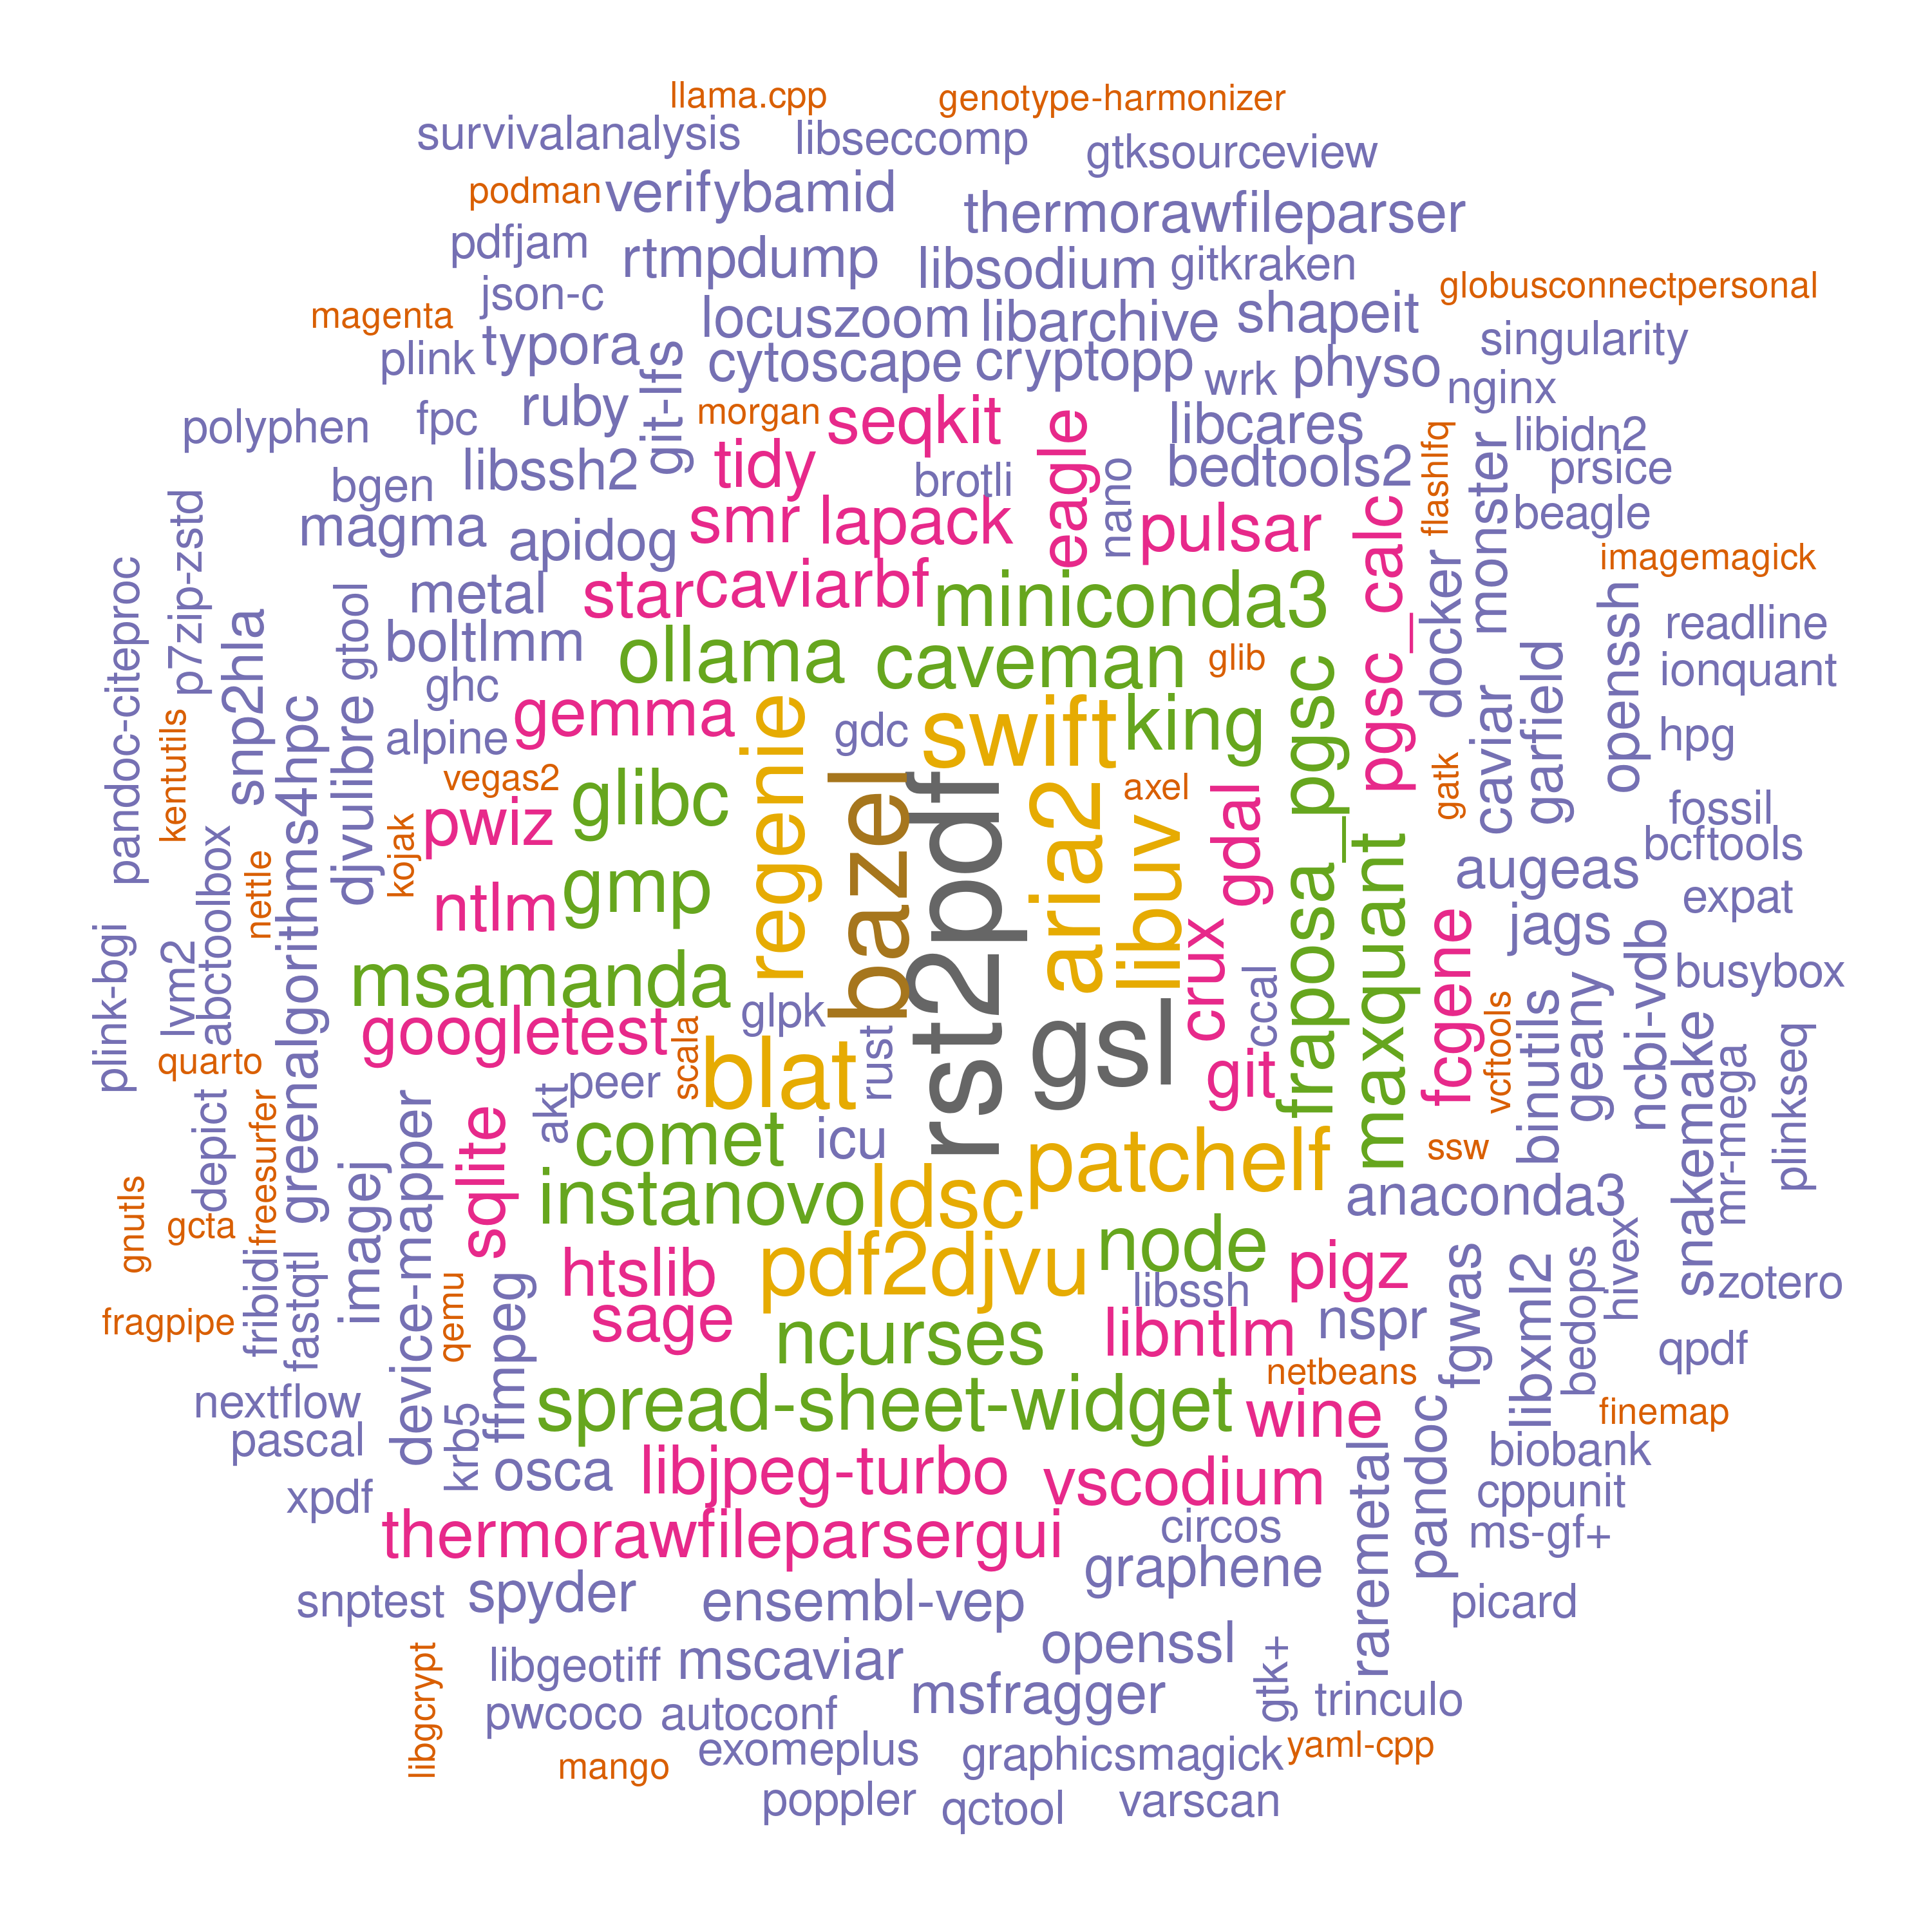 llama.cpp
genotype-harmonizer
survivalanalysis
libseccomp
gtksourceview
podman
verifybamid
thermorawfileparser
pdfjam
rtmpdump
libsodium
gitkraken
json-c
globusconnectpersonal
magenta
locuszoom
libarchive
shapeit
singularity
plink
typora
git-lfs
cytoscape
cryptopp
wrk
physo
nginx
polyphen
fpc
ruby
morgan
seqkit
eagle
libcares
flashlfq
monster
libidn2
bgen
libssh2
tidy
brotli
nano
bedtools2
prsice
p7zip-zstd
magma
apidog
smr
lapack
pulsar
pgsc_calc
beagle
pandoc-citeproc
snp2hla
gtool
metal
star
caviarbf
miniconda3
docker
imagemagick
openssh
readline
boltlmm
ollama
caveman
glib
fraposa_pgsc
garfield
ionquant
ghc
kentutils
greenalgorithms4hpc
djvulibre
alpine
gemma
regenie
gdc
swift
king
gatk
caviar
hpg
vegas2
glibc
bazel
rst2pdf
aria2
axel
libuv
gdal
fossil
pwiz
kojak
maxquant
augeas
bcftools
nettle
abctoolbox
ntlm
gmp
crux
fcgene
jags
expat
plink-bgi
lvm2
msamanda
ccal
ncbi-vdb
busybox
quarto
googletest
glpk
scala
rust
gsl
git
vcftools
binutils
geany
snakemake
mr-mega
plinkseq
depict
freesurfer
device-mapper
sqlite
akt
peer
blat
icu
comet
patchelf
ssw
gnutls
gcta
imagej
instanovo
ldsc
anaconda3
fribidi
fastqtl
qemu
ffmpeg
htslib
pdf2djvu
node
libssh
pigz
fgwas
libxml2
bedops
hivex
zotero
fragpipe
sage
ncurses
libntlm
nspr
qpdf
nextflow
krb5
spread-sheet-widget
netbeans
wine
pandoc
finemap
pascal
osca
libjpeg-turbo
vscodium
raremetal
biobank
xpdf
cppunit
thermorawfileparsergui
circos
ms-gf+
graphene
snptest
spyder
ensembl-vep
picard
libgcrypt
libgeotiff
mscaviar
openssl
gtk+
pwcoco
autoconf
msfragger
trinculo
mango
exomeplus
graphicsmagick
yaml-cpp
poppler
qctool
varscan